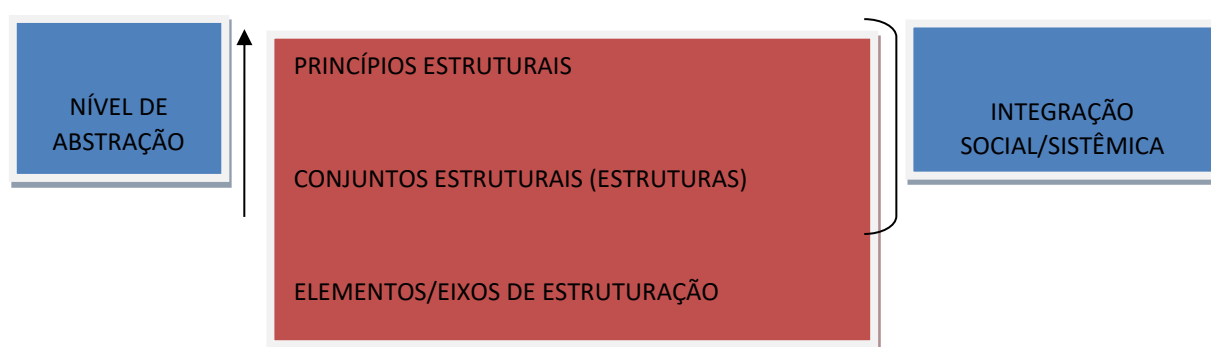 NÍVEL DE
ABSTRAÇÃO
PRINCÍPIOS ESTRUTURAIS
CONJUNTOS ESTRUTURAIS (ESTRUTURAS)
ELEMENTOS/EIXOS DE ESTRUTURAÇÃO
INTEGRAÇÃO
SOCIAL/SISTÊMICA